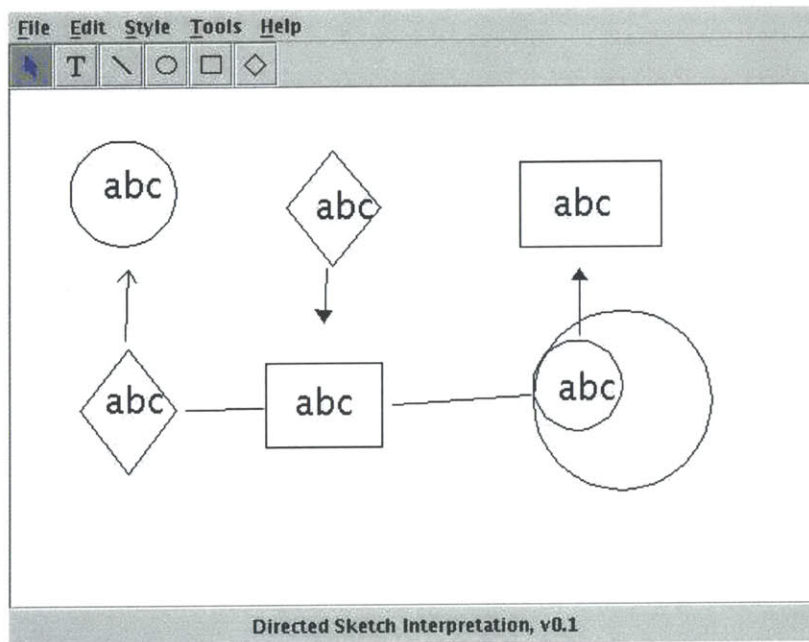 File Edit Style Tools Help
T
abc abc abc
abc abc abc
Directed Sketch Interpretation, v0.1